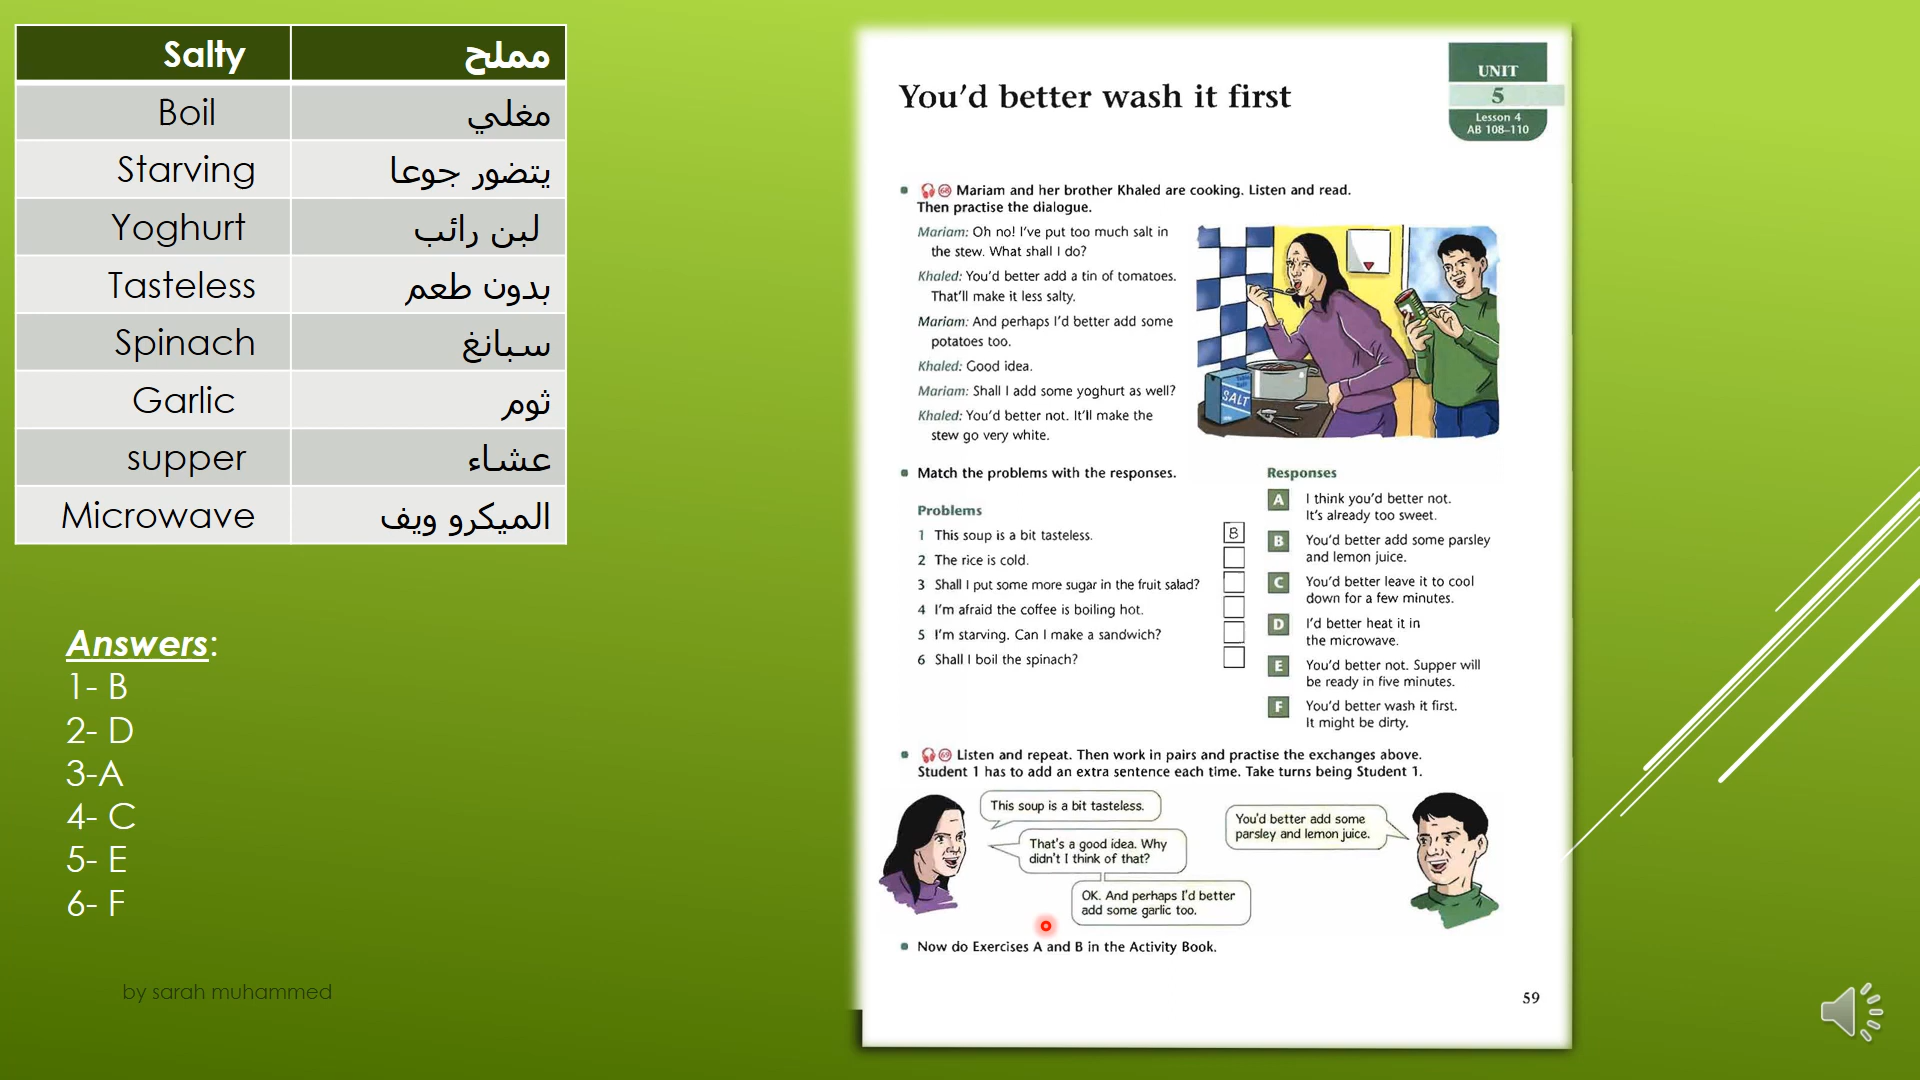 Salty مملح
Boil مغلي
Starving يتضور جوعا
Yoghurt لبن رائب
Tasteless بدون طعم
Spinach سبانغ
Garlic ثوم
supper عشاء
Microwave الميكرو ويف
Answers:
1- B
2- D
3-A
4- C
5- E
6- F
by sarah muhammed
You'd better wash it first
UNIT
5
Lesson 4
AB 108–110
68 Mariam and her brother Khaled are cooking. Listen and read.
Then practise the dialogue.
Mariam: Oh no! I've put too much salt in
the stew. What shall I do?
Khaled: You'd better add a tin of tomatoes.
That'll make it less salty.
Mariam: And perhaps I'd better add some
potatoes too.
Khaled: Good idea.
Mariam: Shall I add some yoghurt as well?
Khaled: You'd better not. It'll make the
stew go very white.
SALT
Match the problems with the responses.
Problems
1 This soup is a bit tasteless. B
2 The rice is cold.
3 Shall I put some more sugar in the fruit salad?
4 I'm afraid the coffee is boiling hot.
5 I'm starving. Can I make a sandwich?
6 Shall I boil the spinach?
Responses
A I think you'd better not.
It's already too sweet.
B You'd better add some parsley
and lemon juice.
C You'd better leave it to cool
down for a few minutes.
D I'd better heat it in
the microwave.
E You'd better not. Supper will
be ready in five minutes.
F You'd better wash it first.
It might be dirty.
69 Listen and repeat. Then work in pairs and practise the exchanges above.
Student 1 has to add an extra sentence each time. Take turns being Student 1.
This soup is a bit tasteless.
You'd better add some
parsley and lemon juice.
That's a good idea. Why
didn't I think of that?
OK. And perhaps I'd better
add some garlic too.
Now do Exercises A and B in the Activity Book.
59